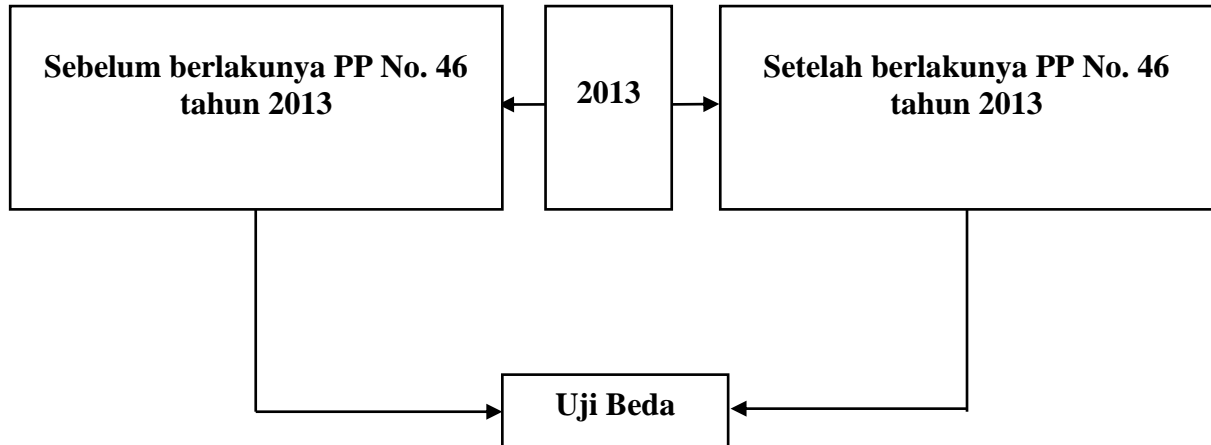 Sebelum berlakunya PP No. 46
tahun 2013
2013
Setelah berlakunya PP No. 46
tahun 2013
Uji Beda